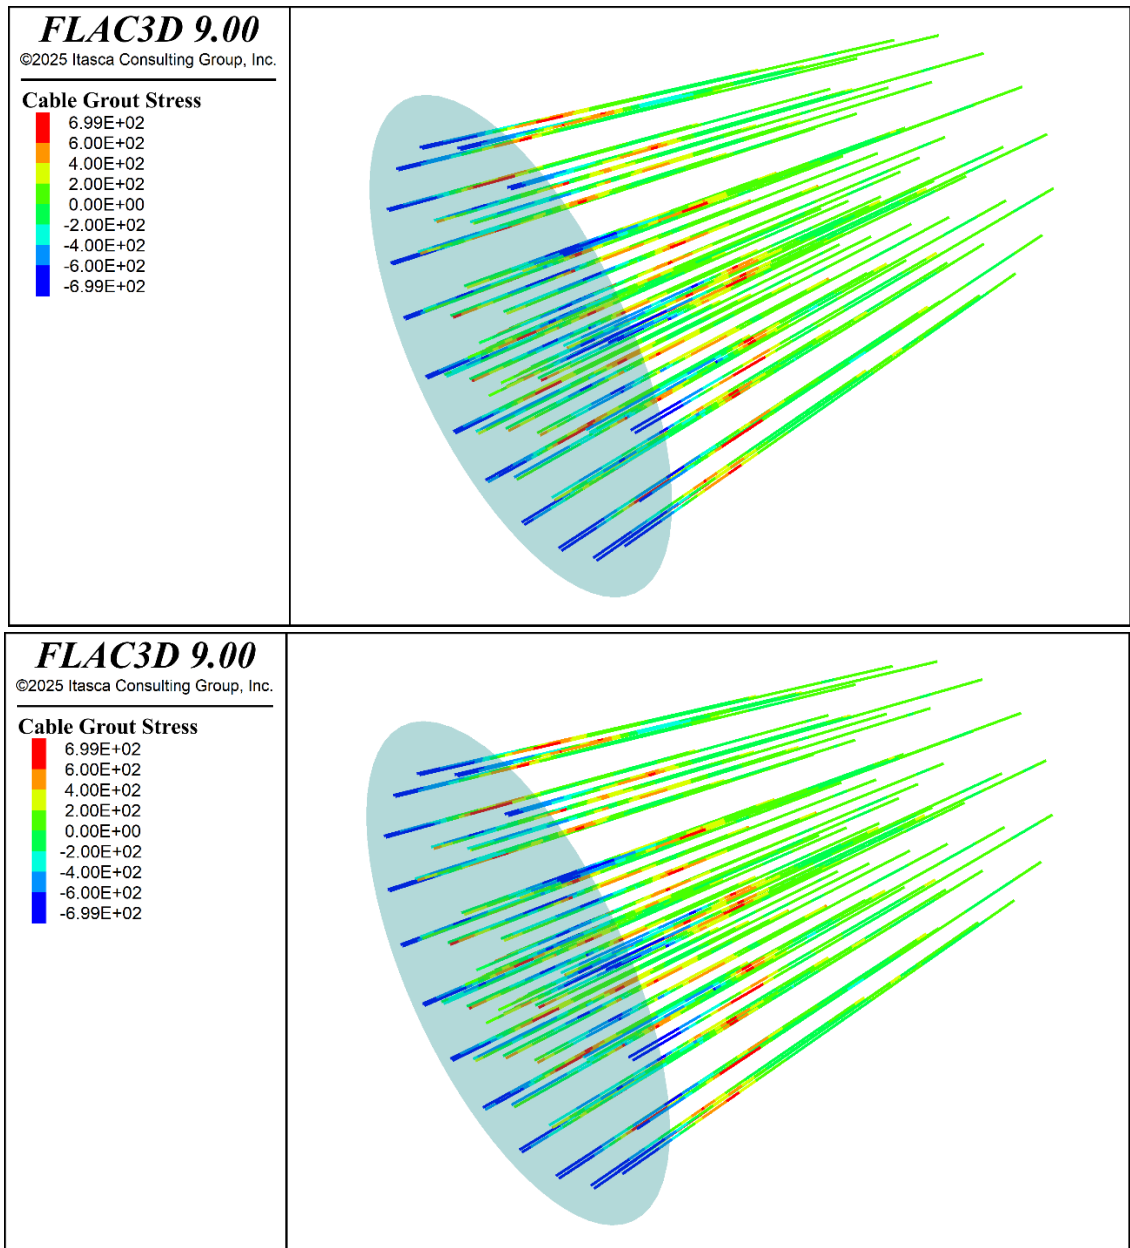 FLAC3D 9.00
©2025 Itasca Consulting Group, Inc.
Cable Grout Stress
6.99E+02
6.00E+02
4.00E+02
2.00E+02
0.00E+00
-2.00E+02
-4.00E+02
-6.00E+02
-6.99E+02
FLAC3D 9.00
©2025 Itasca Consulting Group, Inc.
Cable Grout Stress
6.99E+02
6.00E+02
4.00E+02
2.00E+02
0.00E+00
-2.00E+02
-4.00E+02
-6.00E+02
-6.99E+02